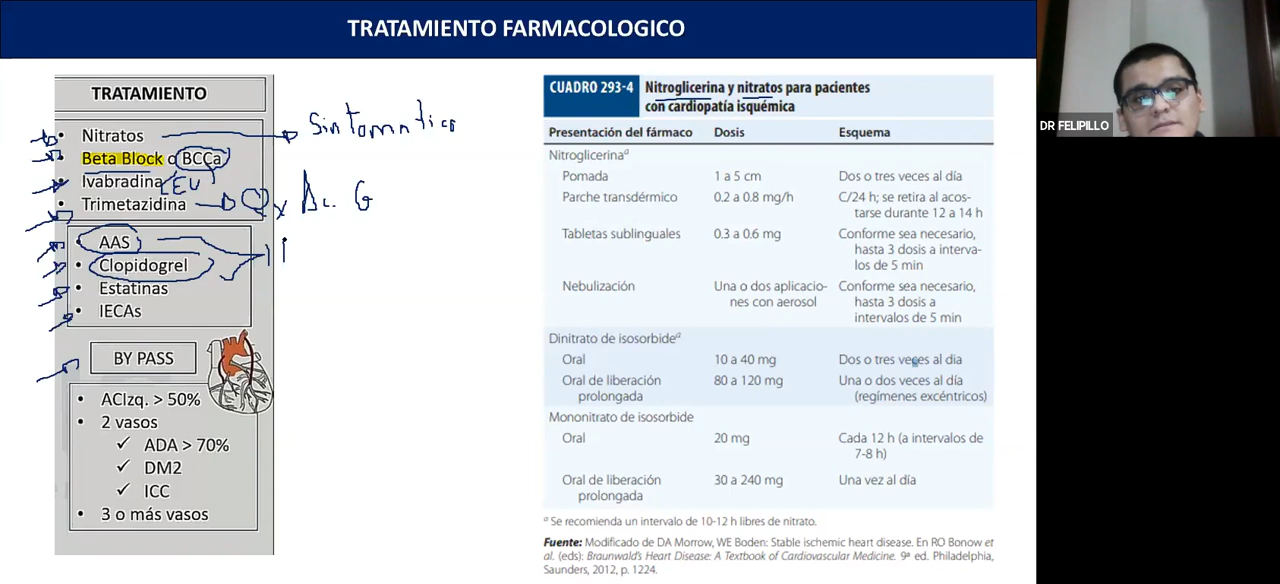 TRATAMIENTO FARMACOLOGICO
TRATAMIENTO
• Nitratos
Sintomatico
• Beta Block o BCCa
• Ivabradina
• Trimetazidina
Ac. G
• AAS
• Clopidogrel
• Estatinas
• IECAs
BY PASS
• ACIzq. > 50%
• 2 vasos
✓ ADA > 70%
✓ DM2
✓ ICC
• 3 o más vasos
CUADRO 293-4 Nitroglicerina y nitratos para pacientes
con cardiopatía isquémica
Presentación del fármaco Dosis Esquema
Nitroglicerinaª
Pomada 1 a 5 cm Dos o tres veces al día
Parche transdérmico 0.2 a 0.8 mg/h C/24 h; se retira al acos-
tarse durante 12 a 14 h
Tabletas sublinguales 0.3 a 0.6 mg Conforme sea necesario,
hasta 3 dosis a interva-
los de 5 min
Nebulización Una o dos aplicacio- Conforme sea necesario,
nes con aerosol hasta 3 dosis a
intervalos de 5 min
Dinitrato de isosorbideª
Oral 10 a 40 mg Dos o tres veces al dia
Oral de liberación 80 a 120 mg Una o dos veces al día
prolongada (regímenes excéntricos)
Mononitrato de isosorbide
Oral 20 mg Cada 12 h (a intervalos de
7-8 h)
Oral de liberación 30 a 240 mg Una vez al día
prolongada
ª Se recomienda un intervalo de 10-12 h libres de nitrato.
Fuente: Modificado de DA Morrow, WE Boden: Stable ischemic heart disease. En RO Bonow et
al. (eds): Braunwald's Heart Disease: A Textbook of Cardiovascular Medicine. 9ª ed. Philadelphia,
Saunders, 2012, p. 1224.
DR FELIPILLO